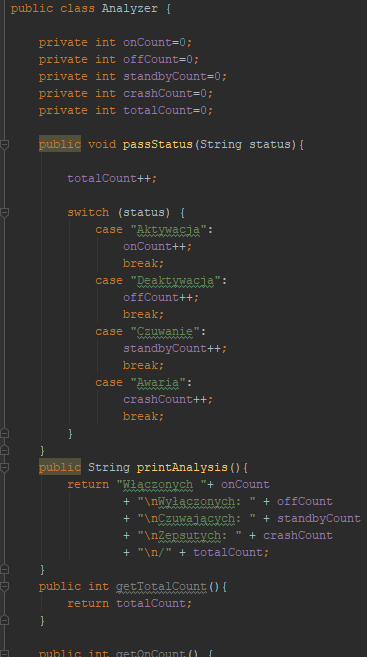 public class Analyzer {
private int onCount=0;
private int offCount=0;
private int standbyCount=0;
private int crashCount=0;
private int totalCount=0;
public void passStatus(String status){
totalCount++;
switch (status) {
case "Aktywacja":
onCount++;
break;
case "Deaktywacja":
offCount++;
break;
case "Czuwanie":
standbyCount++;
break;
case "Awaria":
crashCount++;
break;
}
}
public String printAnalysis(){
return "Włączonych "+ onCount
+ "\nWyłączonych: " + offCount
+ "\nCzuwających: " + standbyCount
+ "\nZepsutych: " + crashCount
+ "\n/" + totalCount;
}
public int getTotalCount(){
return totalCount;
}
public int getOnCount() {